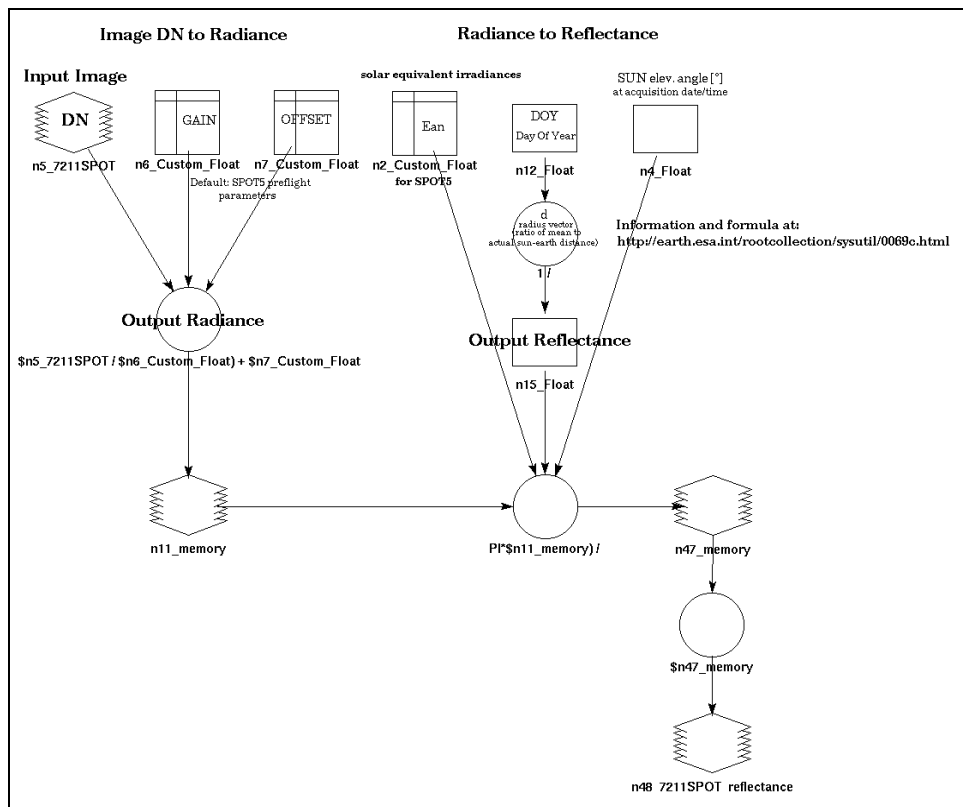 Image DN to Radiance
Radiance to Reflectance
Input Image
solar equivalent irradiances
SUN elev. angle [°]
at acquisition date/time
DN
GAIN
OFFSET
Ean
DOY
Day Of Year
n5_7211SPOT
n6_Custom_Float
n7_Custom_Float
n2_Custom_Float
for SPOT5
n12_Float
n4_Float
Default: SPOT5 preflight
parameters
d
radius vector
(ratio of mean to
actual sun-earth distance)
Information and formula at:
http://earth.esa.int/rootcollection/sysutil/0069c.html
1 /
Output Radiance
Output Reflectance
$n5_7211SPOT / $n6_Custom_Float) + $n7_Custom_Float
n15_Float
n11_memory
PI*$n11_memory) /
n47_memory
$n47_memory
n48_7211SPOT_reflectance